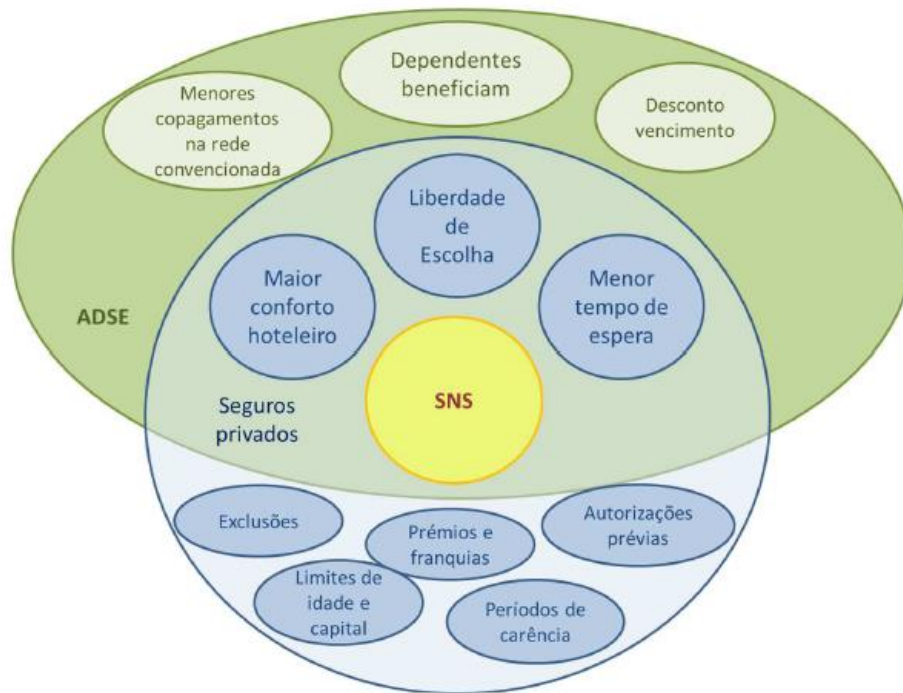 Dependentes
beneficiam
Menores
copagamentos
na rede
convencionada
Desconto
vencimento
Liberdade
de
Escolha
Maior
conforto
hoteleiro
Menor
tempo de
espera
ADSE
SNS
Seguros
privados
Exclusões
Prémios e
franquias
Autorizações
prévias
Limites de
idade e
capital
Períodos de
carência